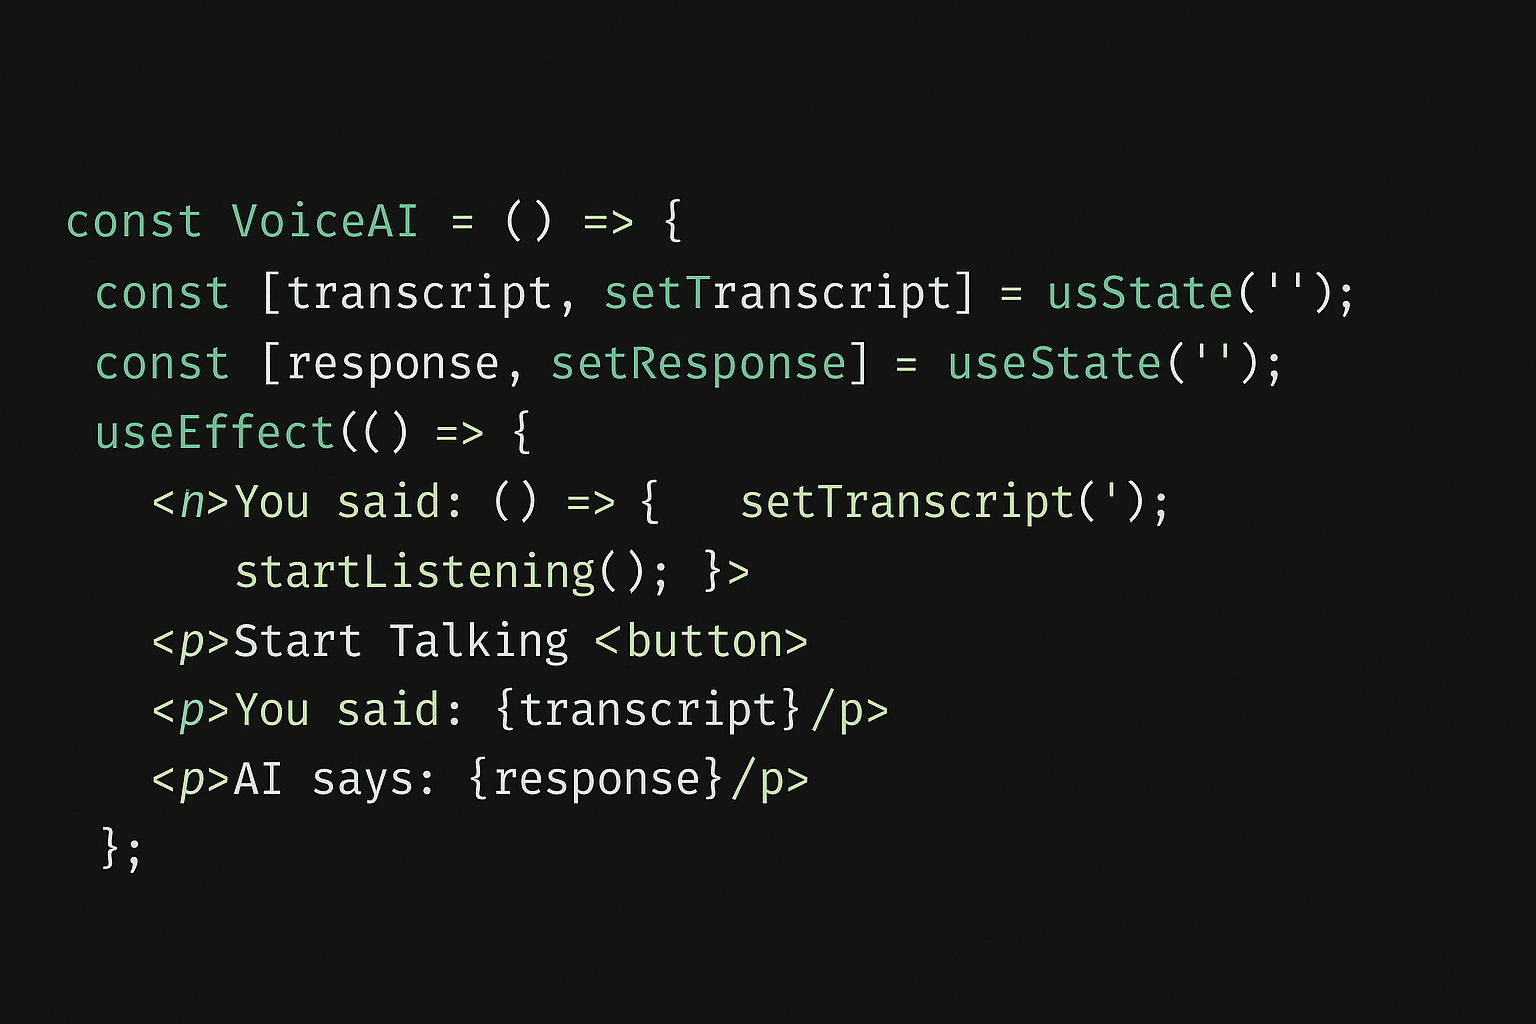 const VoiceAI = () => {
const [transcript, setTranscript] = usState('');
const [response, setResponse] = useState('');
useEffect(() => {
<n>You said: () => { setTranscript(');
startListening(); }>
<p>Start Talking <button>
<p>You said: {transcript}/p>
<p>AI says: {response}/p>
};